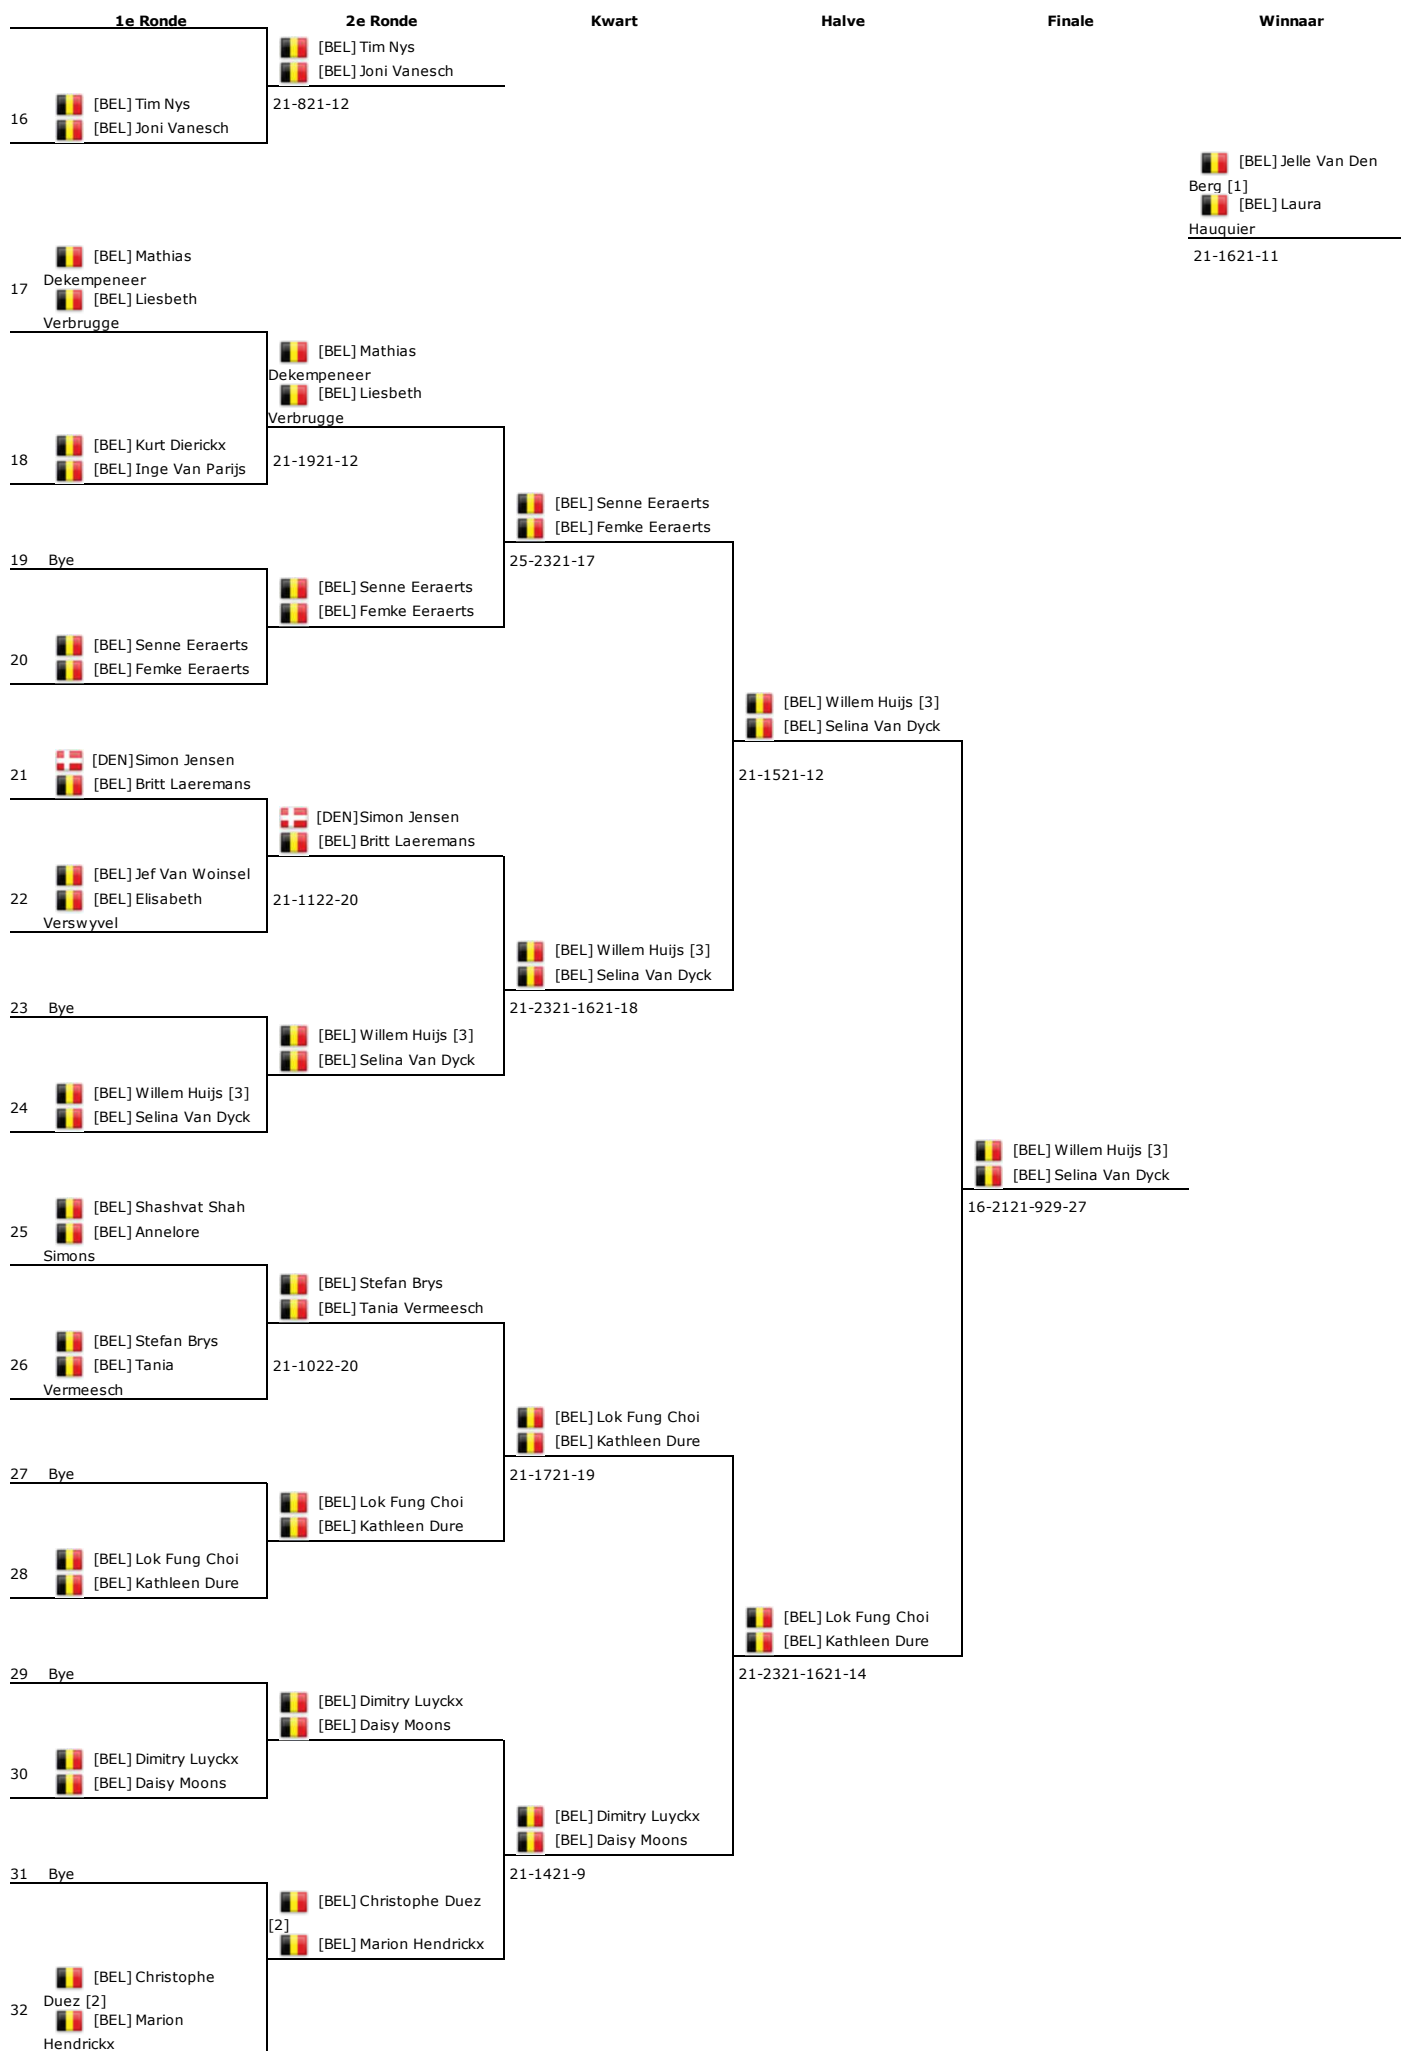 1e Ronde 2e Ronde Kwart Halve Finale Winnaar
[BEL] Tim Nys
[BEL] Joni Vanesch
16 [BEL] Tim Nys 21-821-12
[BEL] Joni Vanesch
[BEL] Jelle Van Den
Berg [1]
[BEL] Laura
Hauquier
21-1621-11
17 [BEL] Mathias
Dekempeneer
[BEL] Liesbeth
Verbrugge
[BEL] Mathias
Dekempeneer
[BEL] Liesbeth
Verbrugge
18 [BEL] Kurt Dierickx
[BEL] Inge Van Parijs
21-1921-12
[BEL] Senne Eeraerts
[BEL] Femke Eeraerts
19 Bye
25-2321-17
[BEL] Senne Eeraerts
[BEL] Femke Eeraerts
20 [BEL] Senne Eeraerts
[BEL] Femke Eeraerts
[BEL] Willem Huijs [3]
[BEL] Selina Van Dyck
21 [DEN] Simon Jensen
[BEL] Britt Laeremans
21-1521-12
[DEN] Simon Jensen
[BEL] Britt Laeremans
22 [BEL] Jef Van Woinsel
[BEL] Elisabeth
Verswyvel
21-1122-20
[BEL] Willem Huijs [3]
[BEL] Selina Van Dyck
23 Bye
21-2321-1621-18
[BEL] Willem Huijs [3]
[BEL] Selina Van Dyck
24 [BEL] Willem Huijs [3]
[BEL] Selina Van Dyck
[BEL] Willem Huijs [3]
[BEL] Selina Van Dyck
16-2121-929-27
25 [BEL] Shashvat Shah
[BEL] Annelore
Simons
[BEL] Stefan Brys
[BEL] Tania Vermeesch
26 [BEL] Stefan Brys
[BEL] Tania
Vermeesch
21-1022-20
[BEL] Lok Fung Choi
[BEL] Kathleen Dure
27 Bye
21-1721-19
[BEL] Lok Fung Choi
[BEL] Kathleen Dure
28 [BEL] Lok Fung Choi
[BEL] Kathleen Dure
[BEL] Lok Fung Choi
[BEL] Kathleen Dure
29 Bye
21-2321-1621-14
[BEL] Dimitry Luyckx
[BEL] Daisy Moons
30 [BEL] Dimitry Luyckx
[BEL] Daisy Moons
[BEL] Dimitry Luyckx
[BEL] Daisy Moons
31 Bye
21-1421-9
[BEL] Christophe Duez
[2]
[BEL] Marion Hendrickx
32 [BEL] Christophe
Duez [2]
[BEL] Marion
Hendrickx